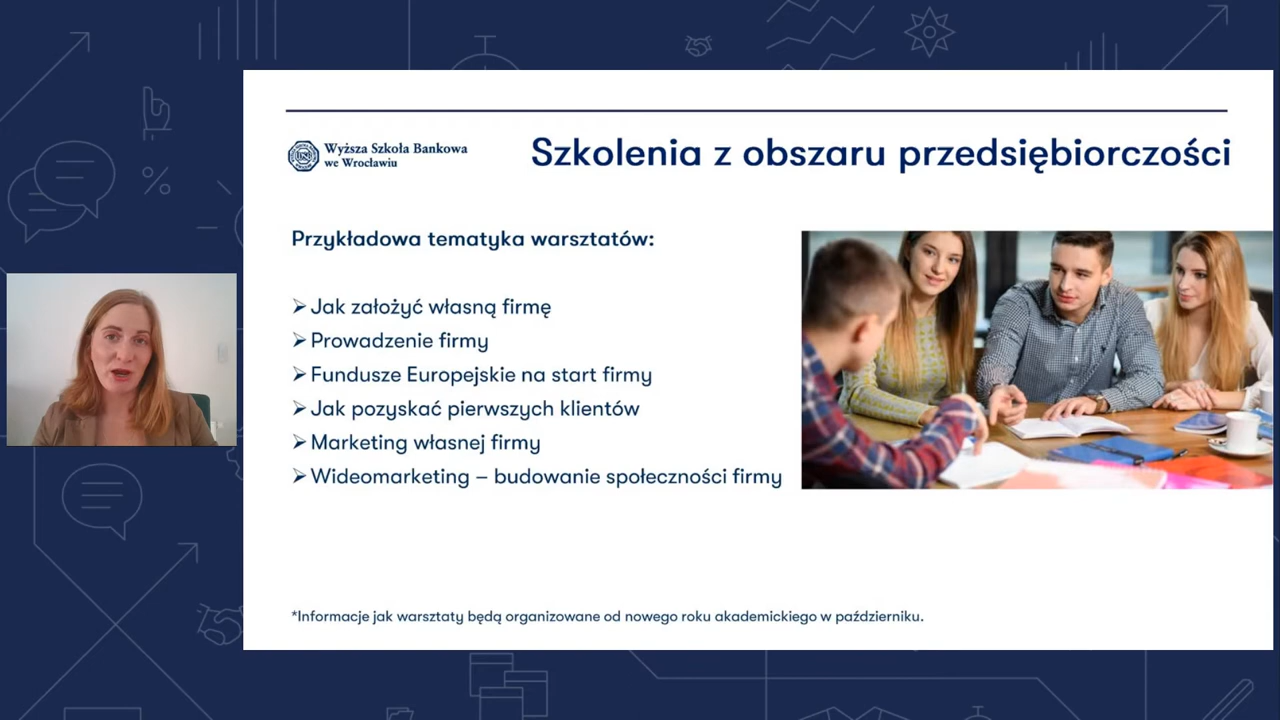 Wyższa Szkoła Bankowa
we Wrocławiu
Szkolenia z obszaru przedsiębiorczości
Przykładowa tematyka warsztatów:
➢ Jak założyć własną firmę
➢ Prowadzenie firmy
➢ Fundusze Europejskie na start firmy
➢ Jak pozyskać pierwszych klientów
➢ Marketing własnej firmy
➢ Wideomarketing – budowanie społeczności firmy
*Informacje jak warsztaty będą organizowane od nowego roku akademickiego w październiku.